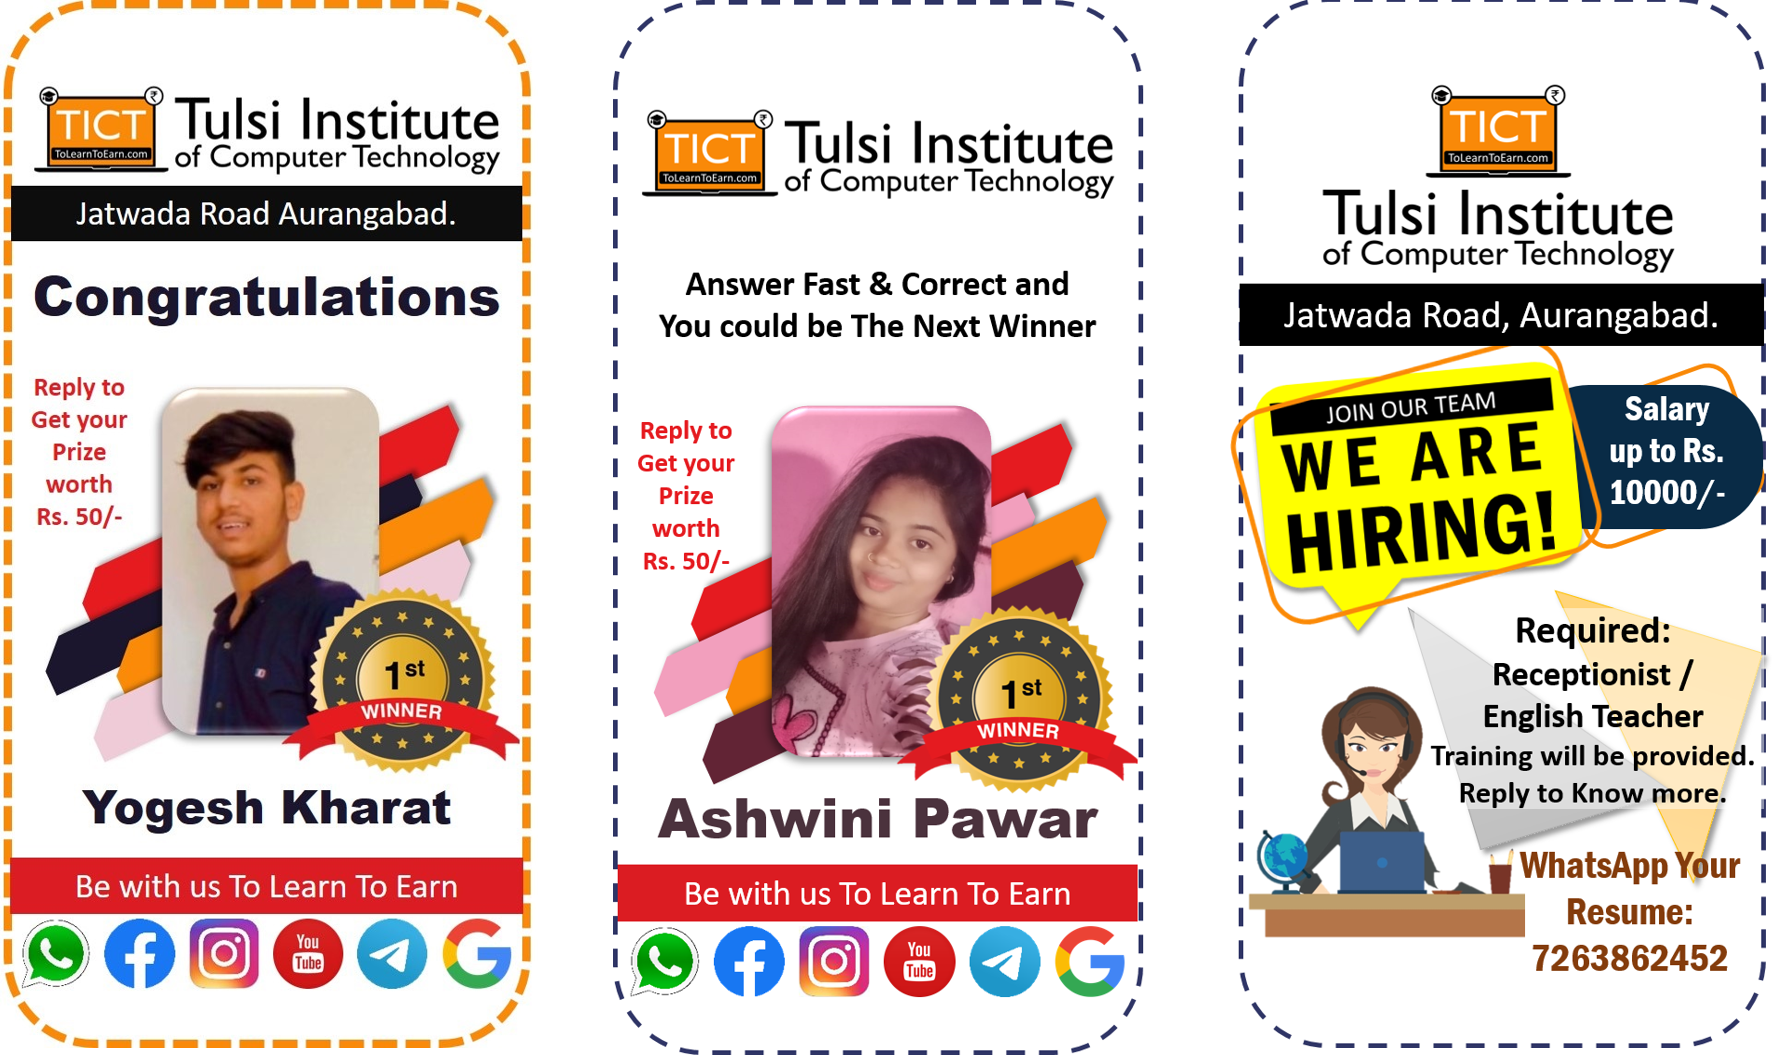 TICT
ToLearnToEarn.com
Tulsi Institute
of Computer Technology
Jatwada Road Aurangabad.
Congratulations
Reply to
Get your
Prize
worth
Rs. 50/-
1st
WINNER
Yogesh Kharat
Be with us To Learn To Earn
You
Tube
TICT
ToLearnToEarn.com
Tulsi Institute
of Computer Technology
Answer Fast & Correct and
You could be The Next Winner
Reply to
Get your
Prize
worth
Rs. 50/-
1st
WINNER
Ashwini Pawar
Be with us To Learn To Earn
You
Tube
TICT
ToLearnToEarn.com
Tulsi Institute
of Computer Technology
Jatwada Road, Aurangabad.
JOIN OUR TEAM
WE ARE
HIRING!
Salary
up to Rs.
10000/-
Required:
Receptionist /
English Teacher
Training will be provided.
Reply to Know more.
WhatsApp Your
Resume:
7263862452